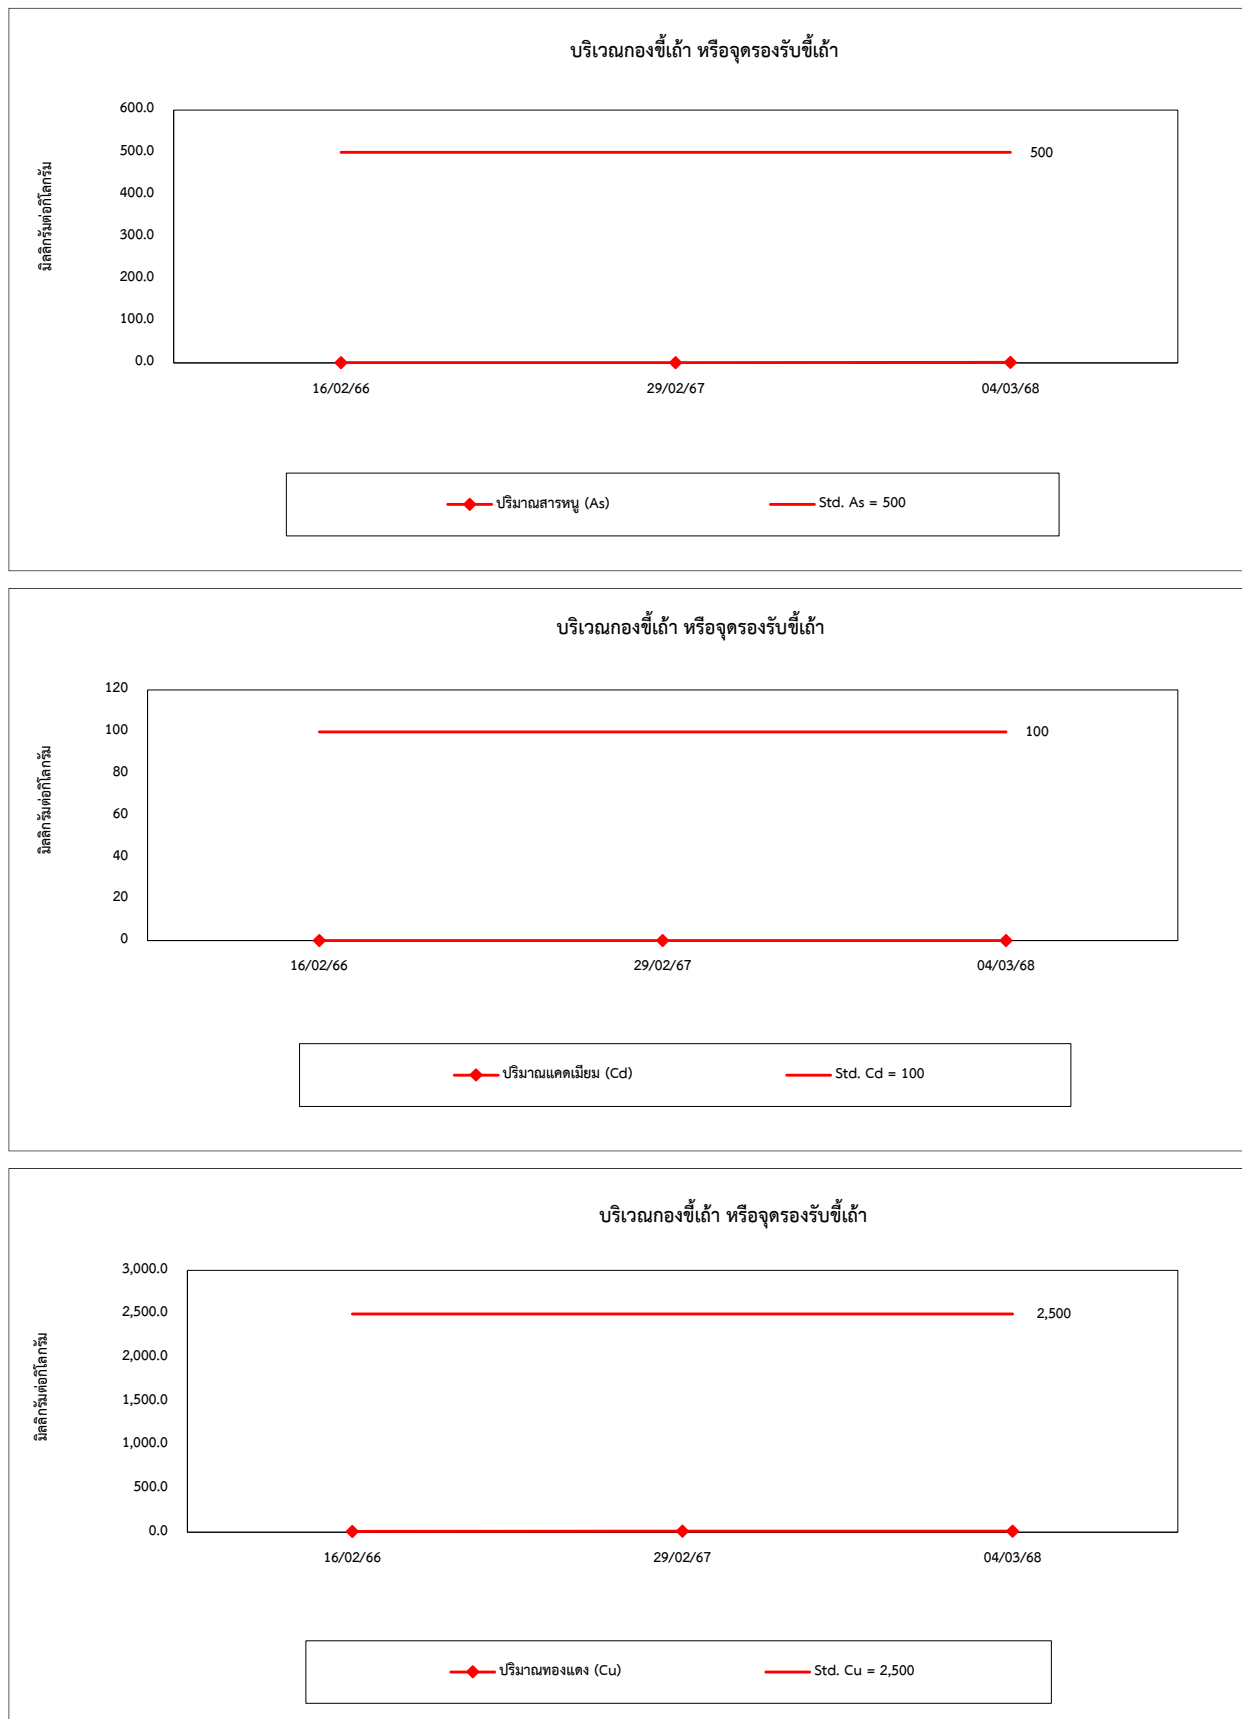 บริเวณกองขี้เถ้า หรือจุดรองรับขี้เถ้า
มิลลิกรัมต่อกิโลกรัม
600.0
500.0
400.0
300.0
200.0
100.0
0.0
500
16/02/66 29/02/67 04/03/68
ปริมาณสารหนู (As) Std. As = 500
บริเวณกองขี้เถ้า หรือจุดรองรับขี้เถ้า
มิลลิกรัมต่อกิโลกรัม
120
100
80
60
40
20
0
100
16/02/66 29/02/67 04/03/68
ปริมาณแคดเมียม (Cd) Std. Cd = 100
บริเวณกองขี้เถ้า หรือจุดรองรับขี้เถ้า
มิลลิกรัมต่อกิโลกรัม
3,000.0
2,500.0
2,000.0
1,500.0
1,000.0
500.0
0.0
2,500
16/02/66 29/02/67 04/03/68
ปริมาณทองแดง (Cu) Std. Cu = 2,500